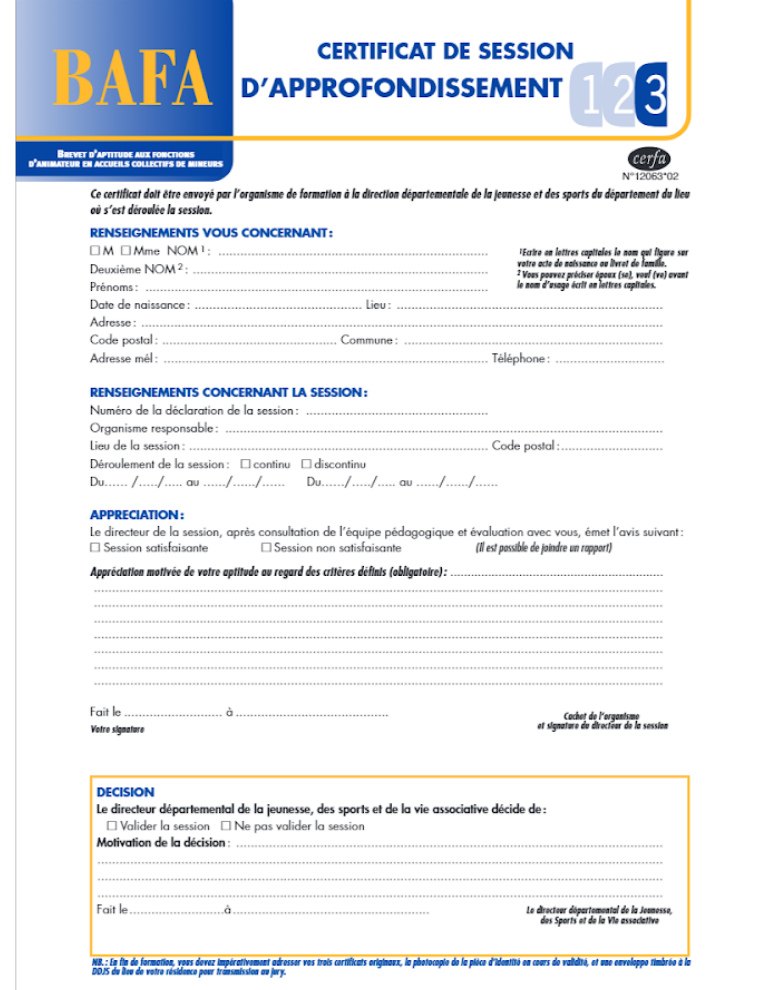 BAFA
CERTIFICAT DE SESSION
D'APPROFONDISSEMENT 1 2 3
BREVET D'APTITUDE AUX FONCTIONS
D'ANIMATEUR EN ACCUEILS COLLECTIFS DE MINEURS
cerfa
N°12063*02
Ce certificat doit être envoyé par l'organisme de formation à la direction départementale de la jeunesse et des sports du département du lieu
où s'est déroulée la session.
RENSEIGNEMENTS VOUS CONCERNANT :
☐ M ☐ Mme NOM ¹ : ..........
¹Ecrire en lettres capitales le nom qui figure sur
votre acte de naissance ou livret de famille.
² Vous pouvez préciser époux (se), veuf (ve) avant
le nom d'usage écrit en lettres capitales.
Deuxième NOM ² : ..........
Prénoms : ..........
Date de naissance : .......... Lieu : ..........
Adresse : ..........
Code postal : .......... Commune : ..........
Adresse mél : .......... Téléphone : ..........
RENSEIGNEMENTS CONCERNANT LA SESSION :
Numéro de la déclaration de la session : ..........
Organisme responsable : ..........
Lieu de la session : .......... Code postal : ..........
Déroulement de la session : ☐ continu ☐ discontinu
Du...... /...../..... au ....../....../...... Du....../...../..... au ....../....../......
APPRECIATION :
Le directeur de la session, après consultation de l'équipe pédagogique et évaluation avec vous, émet l'avis suivant :
☐ Session satisfaisante ☐ Session non satisfaisante (Il est possible de joindre un rapport)
Appréciation motivée de votre aptitude au regard des critères définis (obligatoire) : ..........
Fait le .......... à ..........
Votre signature
Cachet de l'organisme
et signature du directeur de la session
DECISION
Le directeur départemental de la jeunesse, des sports et de la vie associative décide de :
☐ Valider la session ☐ Ne pas valider la session
Motivation de la décision : ..........
Fait le..........à..........
Le directeur départemental de la Jeunesse,
des Sports et de la Vie associative
NB. : En fin de formation, vous devez impérativement adresser vos trois certificats originaux, la photocopie de la pièce d'identité en cours de validité, et une enveloppe timbrée à la
DDJS du lieu de votre résidence pour transmission au jury.